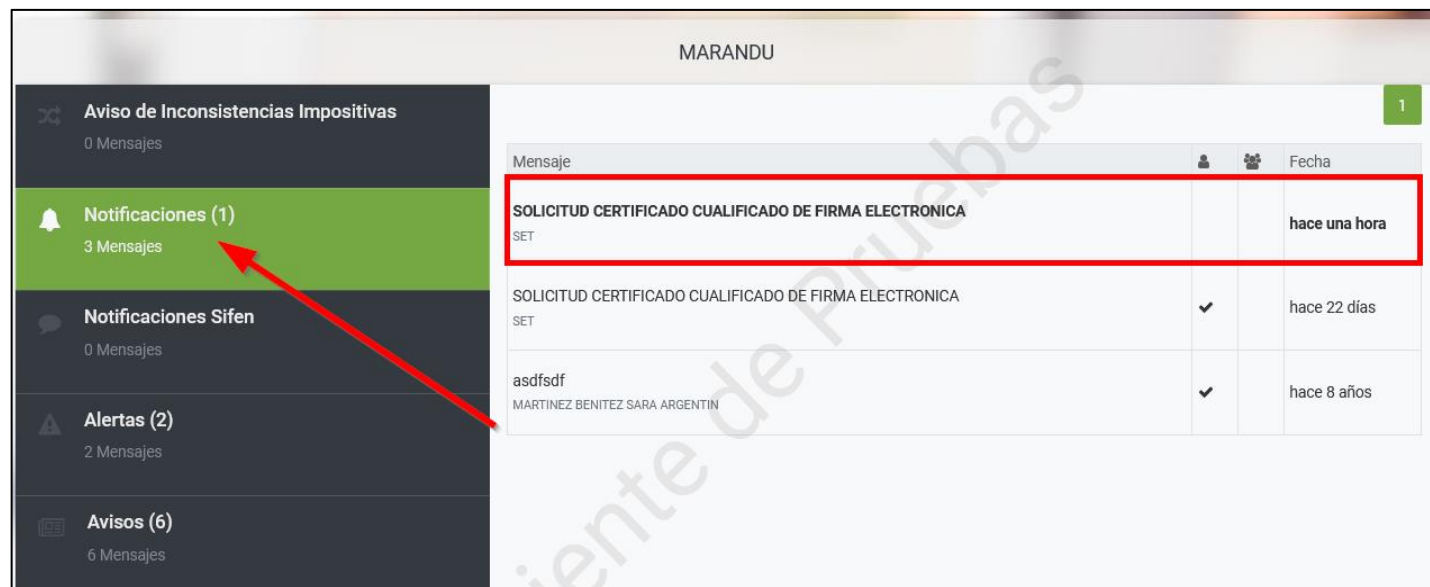 MARANDU
Aviso de Inconsistencias Impositivas
0 Mensajes
Notificaciones (1)
3 Mensajes
Notificaciones Sifen
0 Mensajes
Alertas (2)
2 Mensajes
Avisos (6)
6 Mensajes
1
Mensaje Fecha
SOLICITUD CERTIFICADO CUALIFICADO DE FIRMA ELECTRONICA
SET
hace una hora
SOLICITUD CERTIFICADO CUALIFICADO DE FIRMA ELECTRONICA
SET
hace 22 días
asdfsdf
MARTINEZ BENITEZ SARA ARGENTIN
hace 8 años
iente de Pruebas